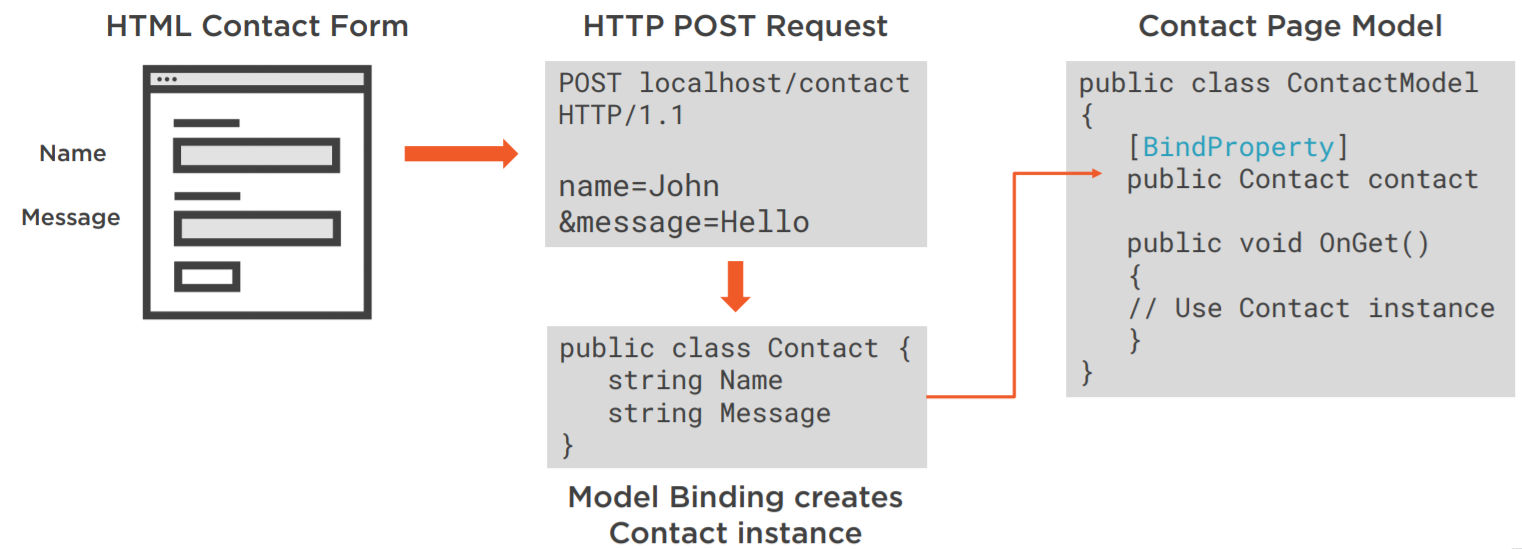 HTML Contact Form
Name
Message
HTTP POST Request
POST localhost/contact
HTTP/1.1
name=John
&message=Hello
public class Contact {
string Name
string Message
}
Model Binding creates
Contact instance
Contact Page Model
public class ContactModel
{
[BindProperty]
public Contact contact
public void OnGet()
{
// Use Contact instance
}
}